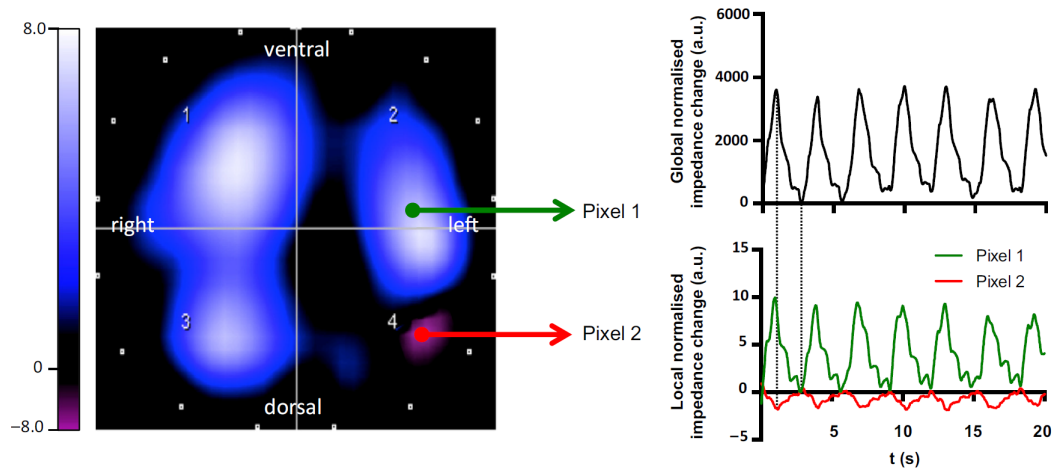 8.0
0
−8.0
ventral
1
2
right
left
3
4
dorsal
Pixel 1
Pixel 2
Global normalised
impedance change (a.u.)
6000
4000
2000
0
Local normalised
impedance change (a.u.)
15
10
5
0
−5
Pixel 1
Pixel 2
5
10
15
20
t (s)